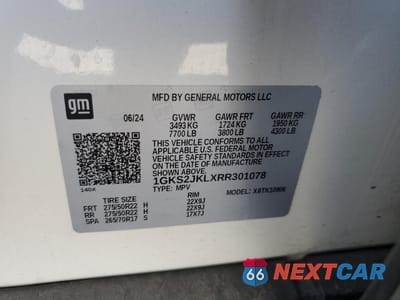 gm
MFD BY GENERAL MOTORS LLC
06/24 GVWR GAWR FRT GAWR RR
3493 KG 1724 KG 1950 KG
7700 LB 3800 LB 4300 LB
THIS VEHICLE CONFORMS TO ALL
APPLICABLE U.S. FEDERAL MOTOR
VEHICLE SAFETY STANDARDS IN EFFECT
ON THE DATE OF MANUFACTURE
SHOWN ABOVE.
1GKS2JKLXRR301078
TYPE: MPV MODEL:
TIRE SIZE RIM
FRT 275/50R22 H 22X9J
RR 275/50R22 H 22X9J
SPA 265/70R17 S 17X7J
66 NEXTCAR